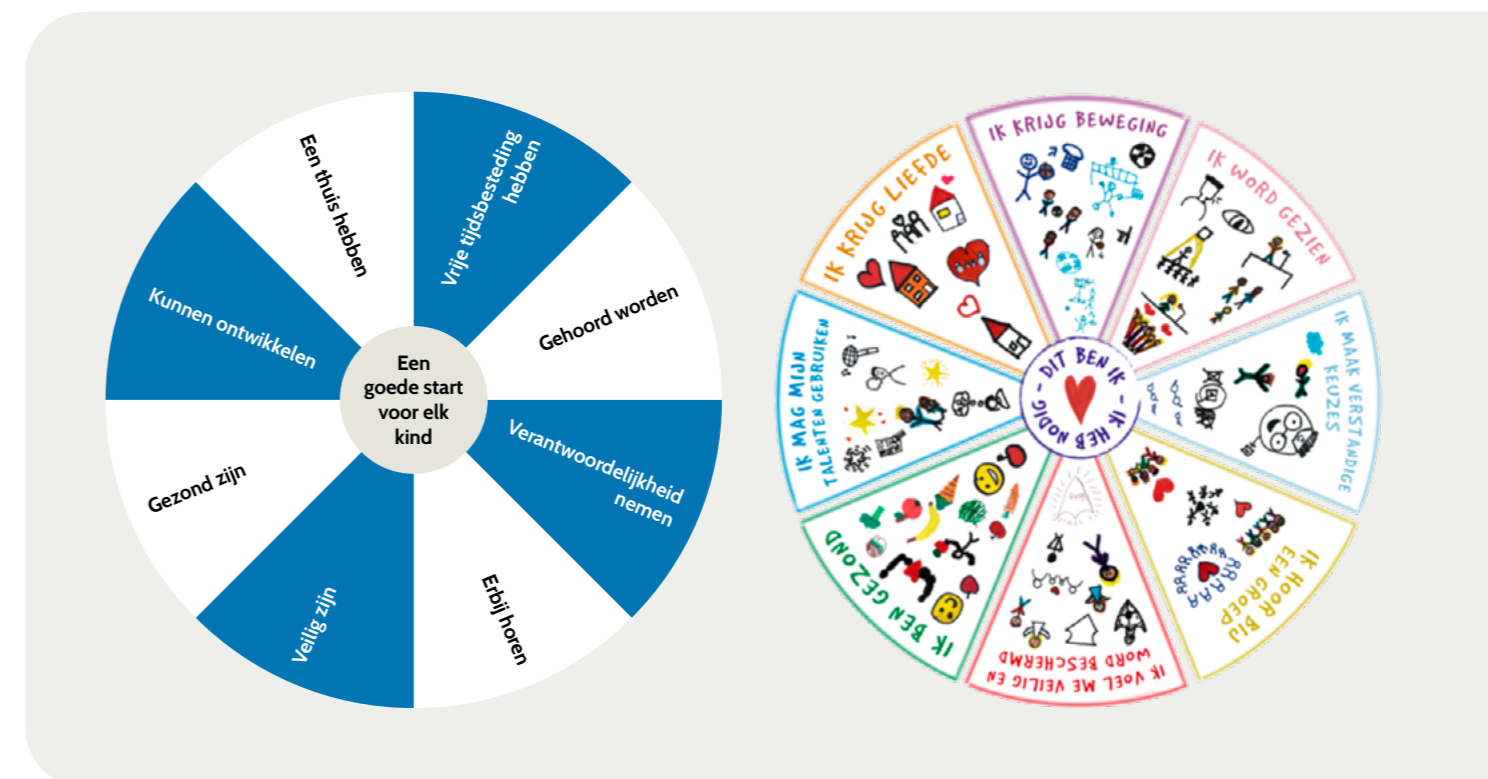 Een thuis hebben
Vrije tijdsbesteding
hebben
Gehoord worden
Verantwoordelijkheid
nemen
Erbij horen
Veilig zijn
Gezond zijn
Kunnen ontwikkelen
Een
goede start
voor elk
kind
IK KRIJG BEWEGING
IK WORD GEZIEN
IK MAAK VERSTANDIGE
KEUZES
IK HOOR BIJ
EEN GROEP
IK VOEL ME VEILIG EN
WORD BESCHERMD
IK BEN GEZOND
IK MAG MIJN
TALENTEN GEBRUIKEN
IK KRIJG LIEFDE
DIT BEN IK - IK HEB NODIG -